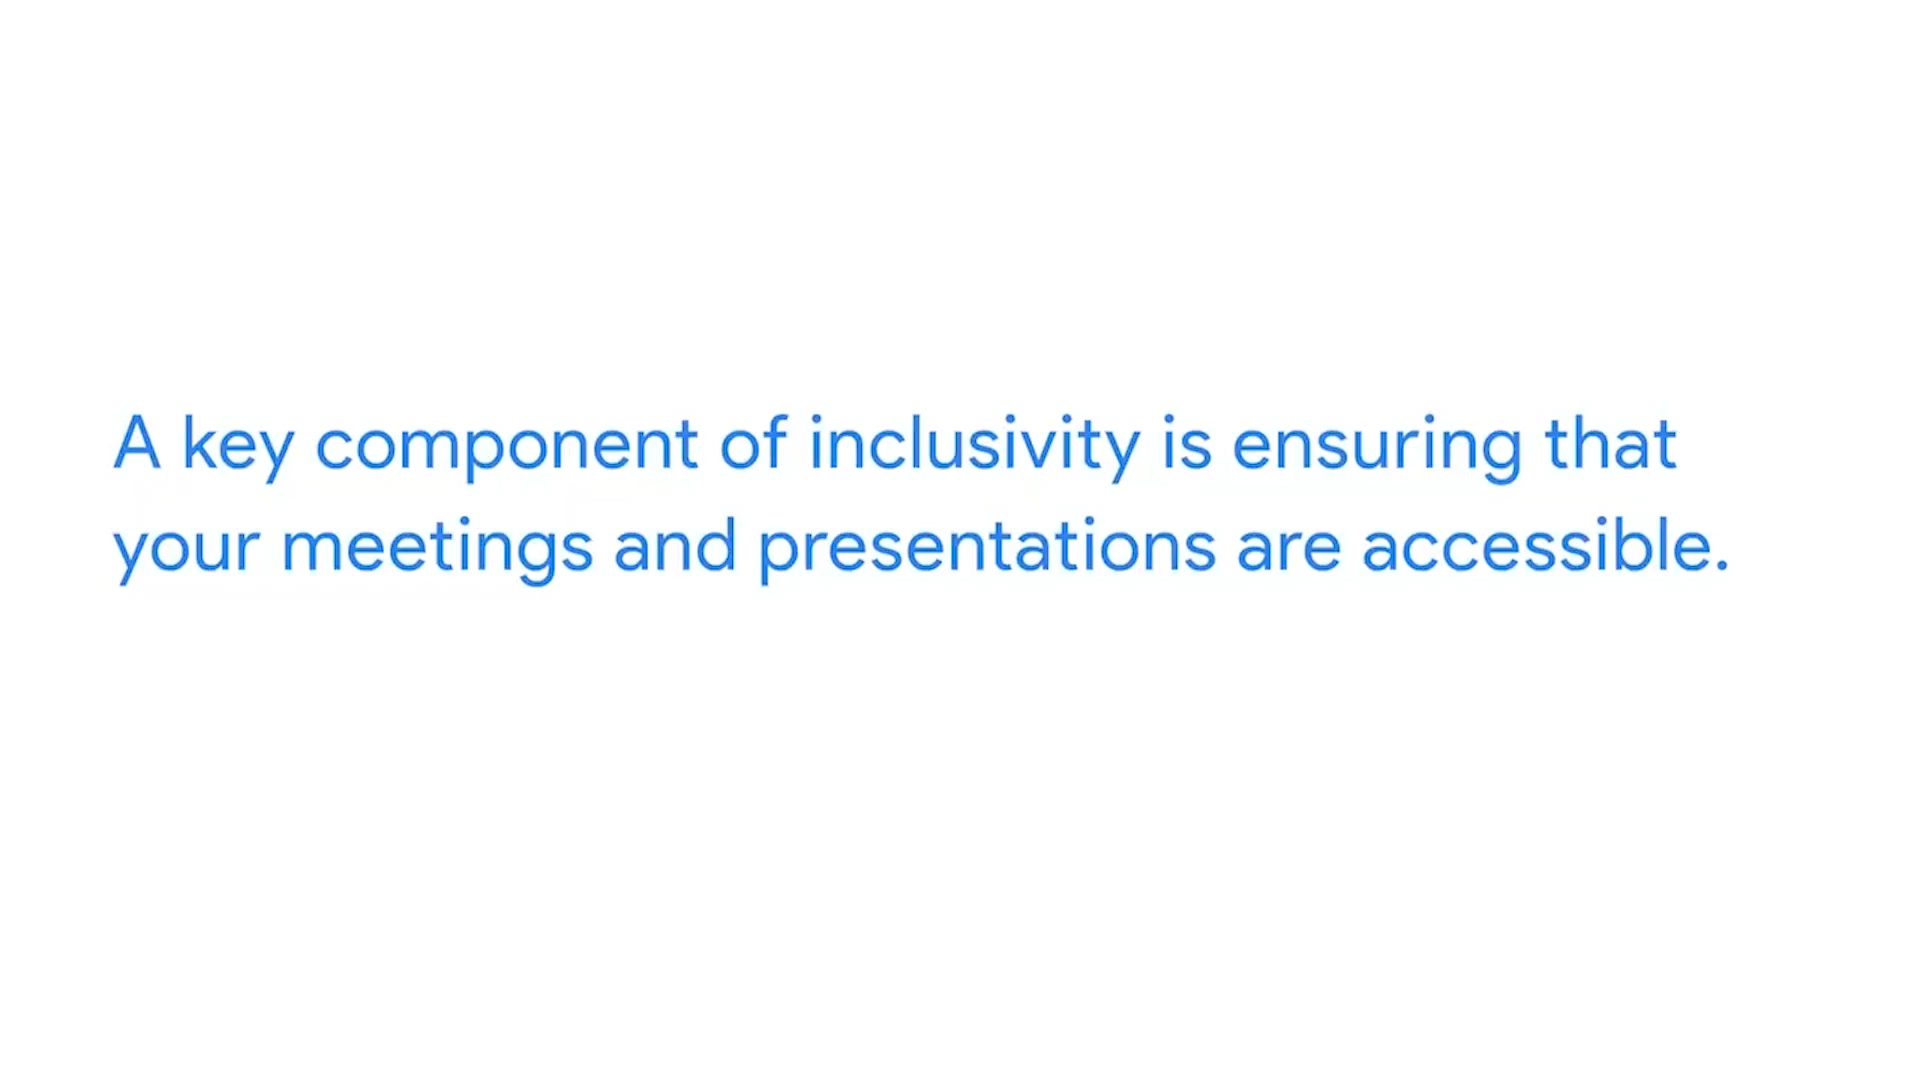 A key component of inclusivity is ensuring that
your meetings and presentations are accessible.